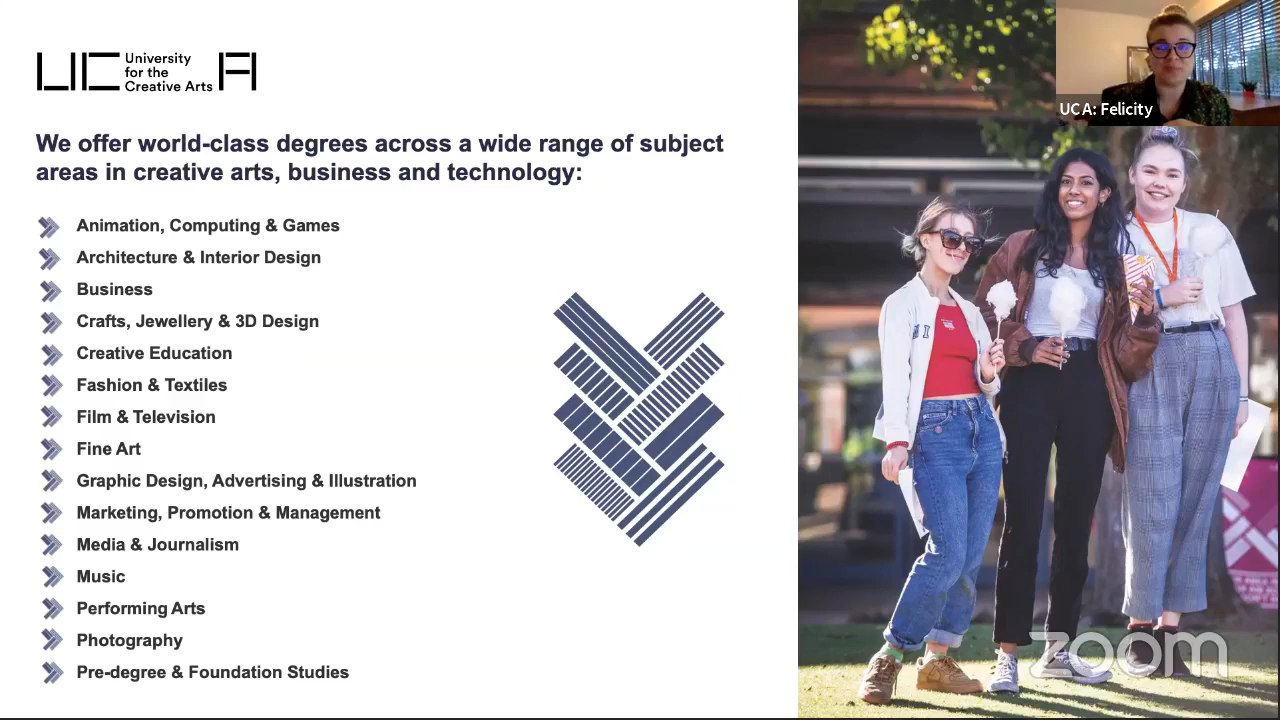 University
for the
Creative Arts
UCA: Felicity
We offer world-class degrees across a wide range of subject
areas in creative arts, business and technology:
Animation, Computing & Games
Architecture & Interior Design
Business
Crafts, Jewellery & 3D Design
Creative Education
Fashion & Textiles
Film & Television
Fine Art
Graphic Design, Advertising & Illustration
Marketing, Promotion & Management
Media & Journalism
Music
Performing Arts
Photography
Pre-degree & Foundation Studies
zoom